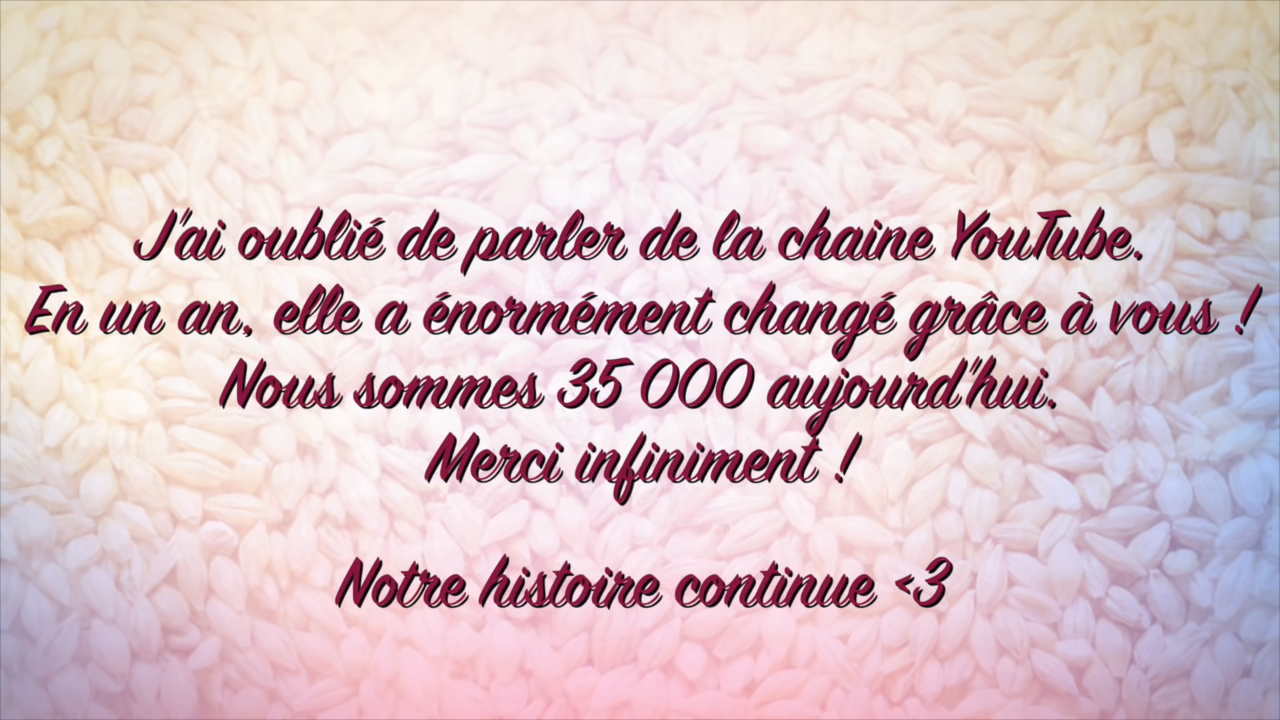 J'ai oublié de parler de la chaine YouTube.
En un an, elle a énormément changé grâce à vous !
Nous sommes 35 000 aujourd'hui.
Merci infiniment !
Notre histoire continue <3